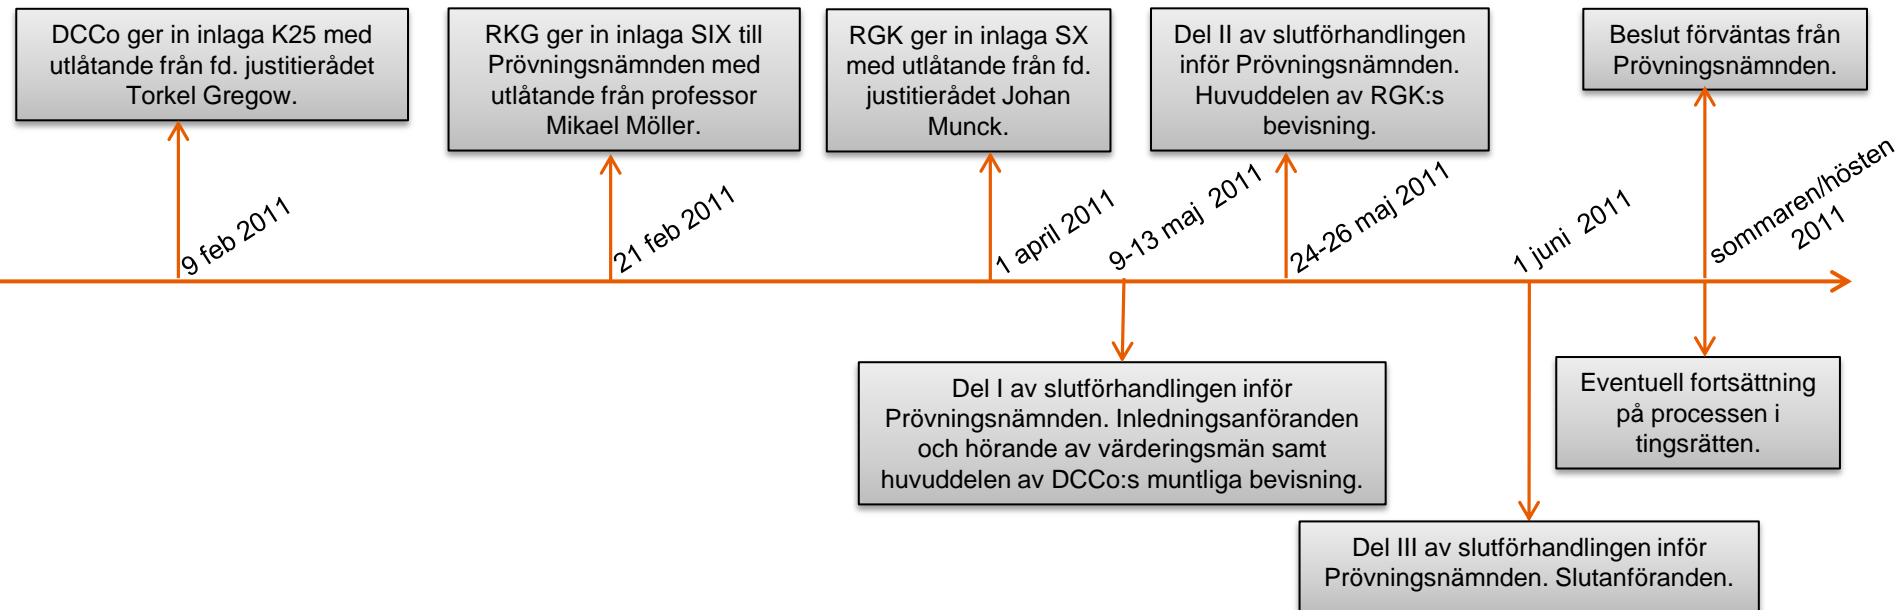 DCCo ger in inlaga K25 med
utlåtande från fd. justitierådet
Torkel Gregow.
RKG ger in inlaga SIX till
Prövningsnämnden med
utlåtande från professor
Mikael Möller.
RGK ger in inlaga SX
med utlåtande från fd.
justitierådet Johan
Munck.
Del II av slutförhandlingen
inför Prövningsnämnden.
Huvuddelen av RGK:s
bevisning.
Beslut förväntas från
Prövningsnämnden.
9 feb 2011
21 feb 2011
1 april 2011
9-13 maj 2011
24-26 maj 2011
1 juni 2011
sommaren/hösten
2011
Del I av slutförhandlingen inför
Prövningsnämnden. Inledningsanföranden
och hörande av värderingsmän samt
huvuddelen av DCCo:s muntliga bevisning.
Eventuell fortsättning
på processen i
tingsrätten.
Del III av slutförhandlingen inför
Prövningsnämnden. Slutanföranden.